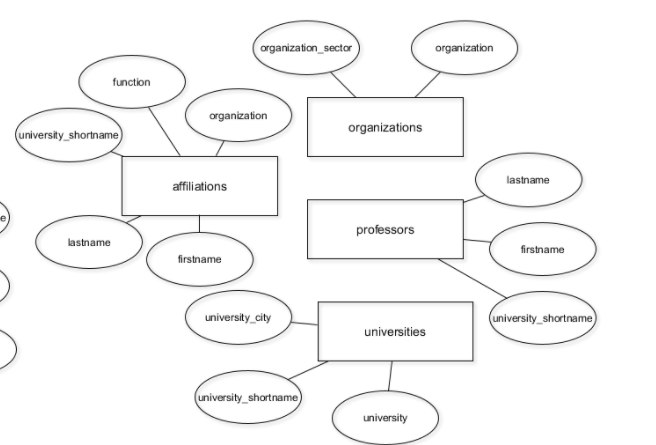 organization_sector
organization
function
organization
university_shortname
organizations
affiliations
lastname
professors
e
lastname
firstname
firstname
university_city
university_shortname
universities
university_shortname
university